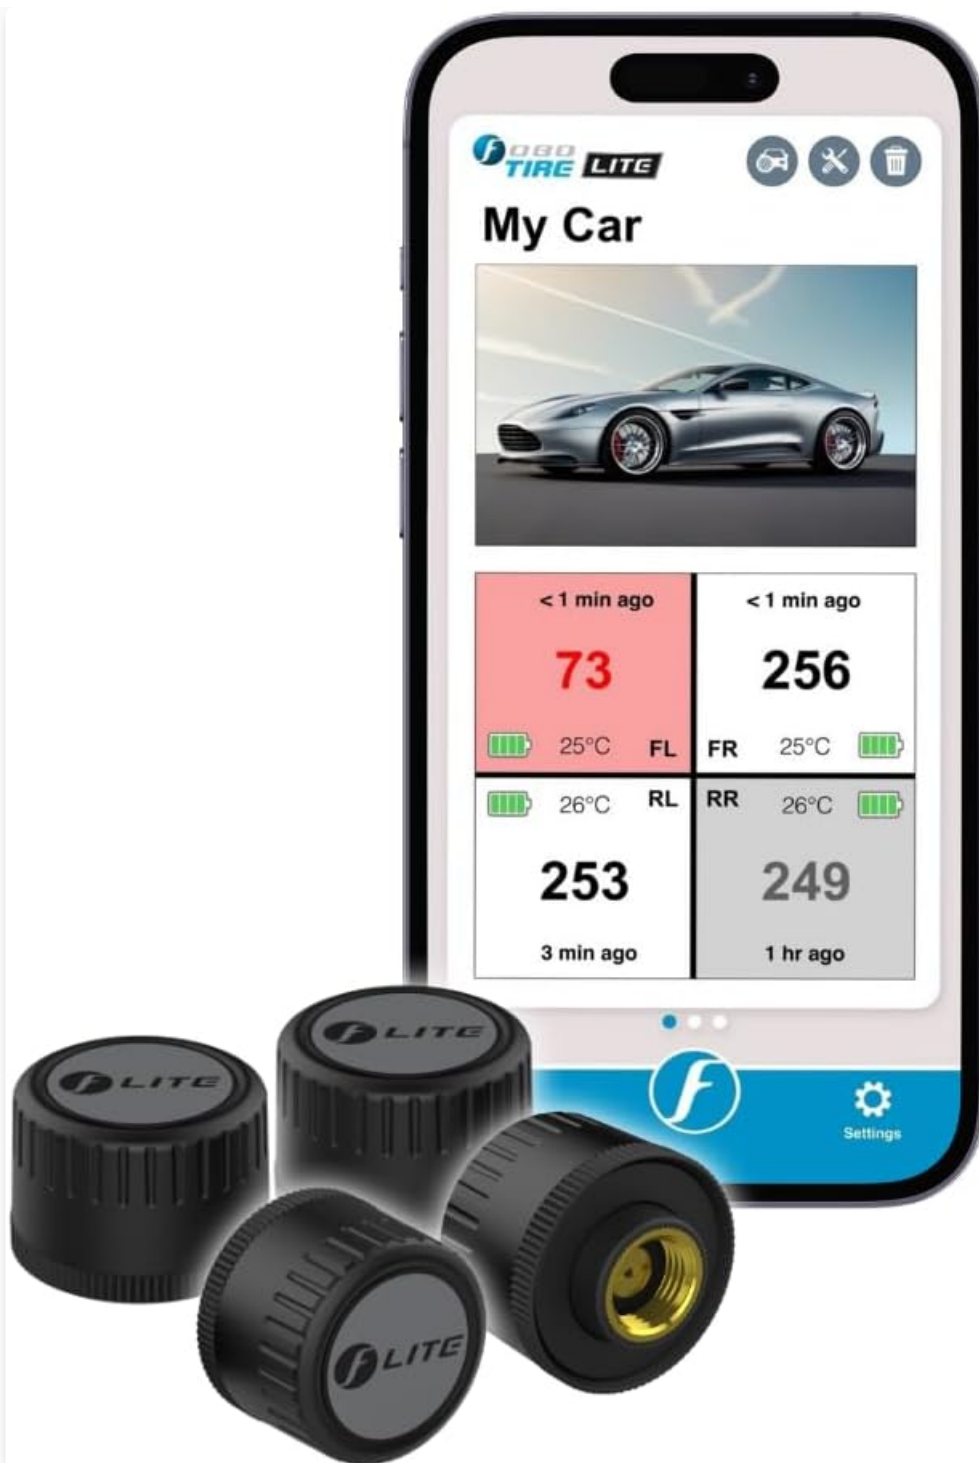 FOBO
TIRE LITE
My Car
< 1 min ago
< 1 min ago
73
256
25°C FL
FR 25°C
26°C RL
RR 26°C
253
249
3 min ago
1 hr ago
f
Settings
f LITE
f LITE
f LITE